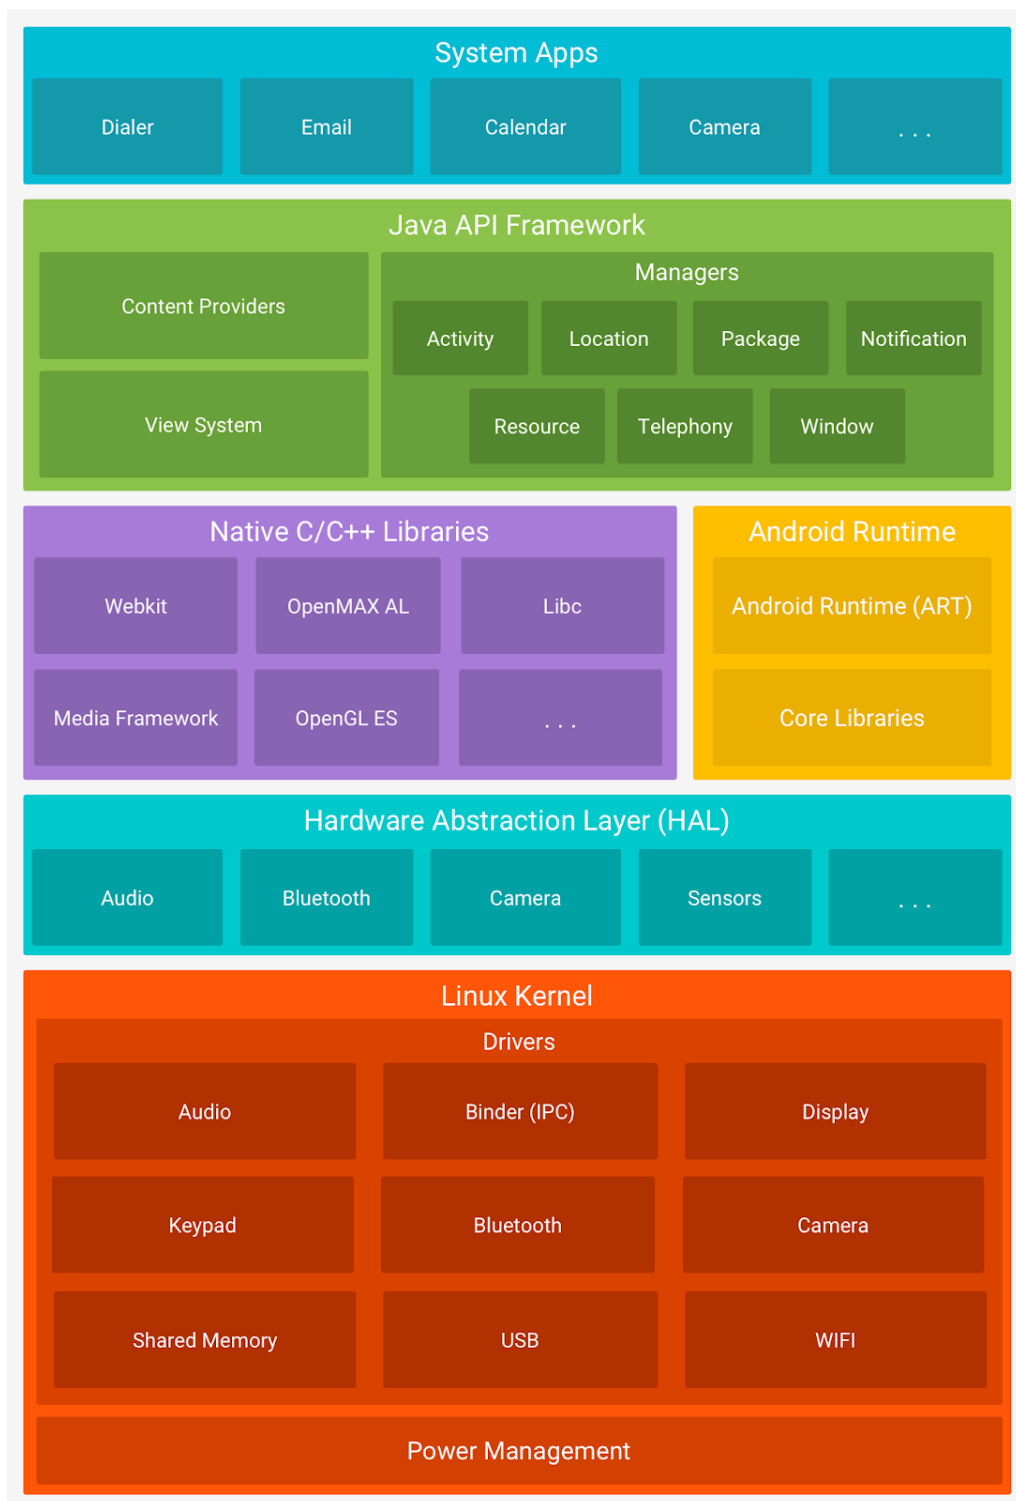 System Apps
Dialer
Email
Calendar
Camera
. . .
Java API Framework
Content Providers
View System
Managers
Activity
Location
Package
Notification
Resource
Telephony
Window
Native C/C++ Libraries
Webkit
OpenMAX AL
Libc
Media Framework
OpenGL ES
. . .
Android Runtime
Android Runtime (ART)
Core Libraries
Hardware Abstraction Layer (HAL)
Audio
Bluetooth
Camera
Sensors
. . .
Linux Kernel
Drivers
Audio
Binder (IPC)
Display
Keypad
Bluetooth
Camera
Shared Memory
USB
WIFI
Power Management